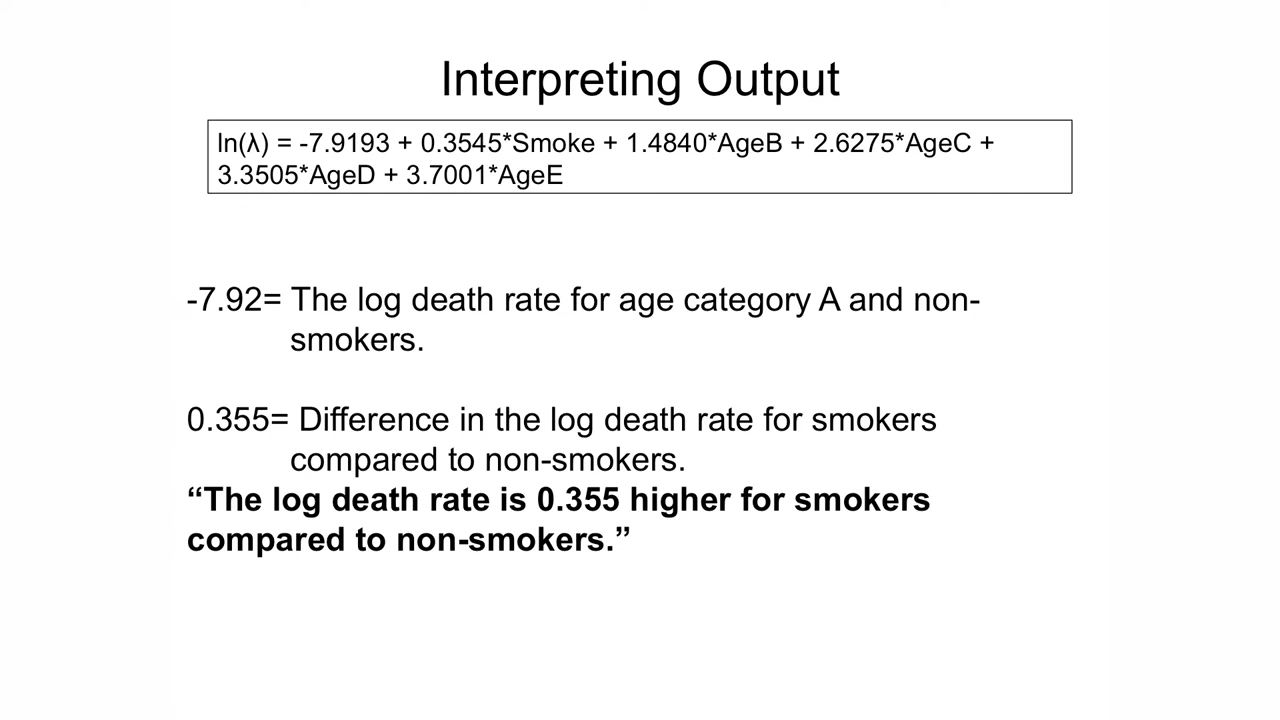 Interpreting Output
ln(λ) = -7.9193 + 0.3545*Smoke + 1.4840*AgeB + 2.6275*AgeC +
3.3505*AgeD + 3.7001*AgeE
-7.92= The log death rate for age category A and non-
smokers.
0.355= Difference in the log death rate for smokers
compared to non-smokers.
“The log death rate is 0.355 higher for smokers
compared to non-smokers.”